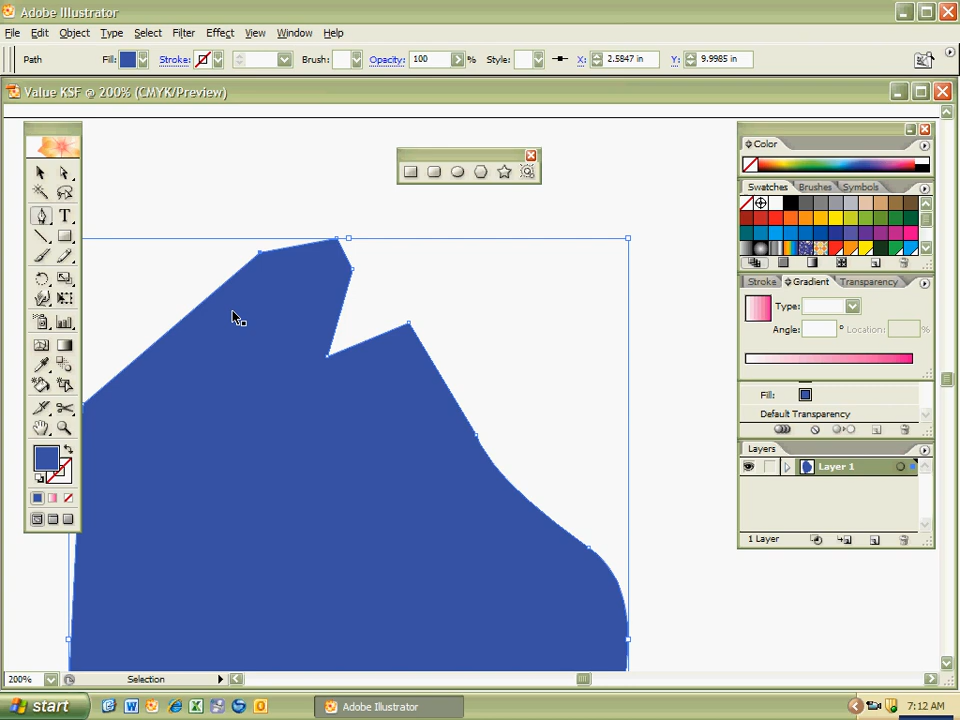 Adobe Illustrator
File Edit Object Type Select Filter Effect View Window Help
Path Fill: Stroke: Brush: Opacity: 100 % Style: X: 2.5847 in Y: 9.9985 in
Value KSF @ 200% (CMYK/Preview)
Color
Swatches Brushes Symbols
Stroke Gradient Transparency
Type:
Angle: ° Location: %
Fill:
Default Transparency
Layers
Layer 1
1 Layer
T
200% Selection
start W X O Adobe Illustrator 7:12 AM